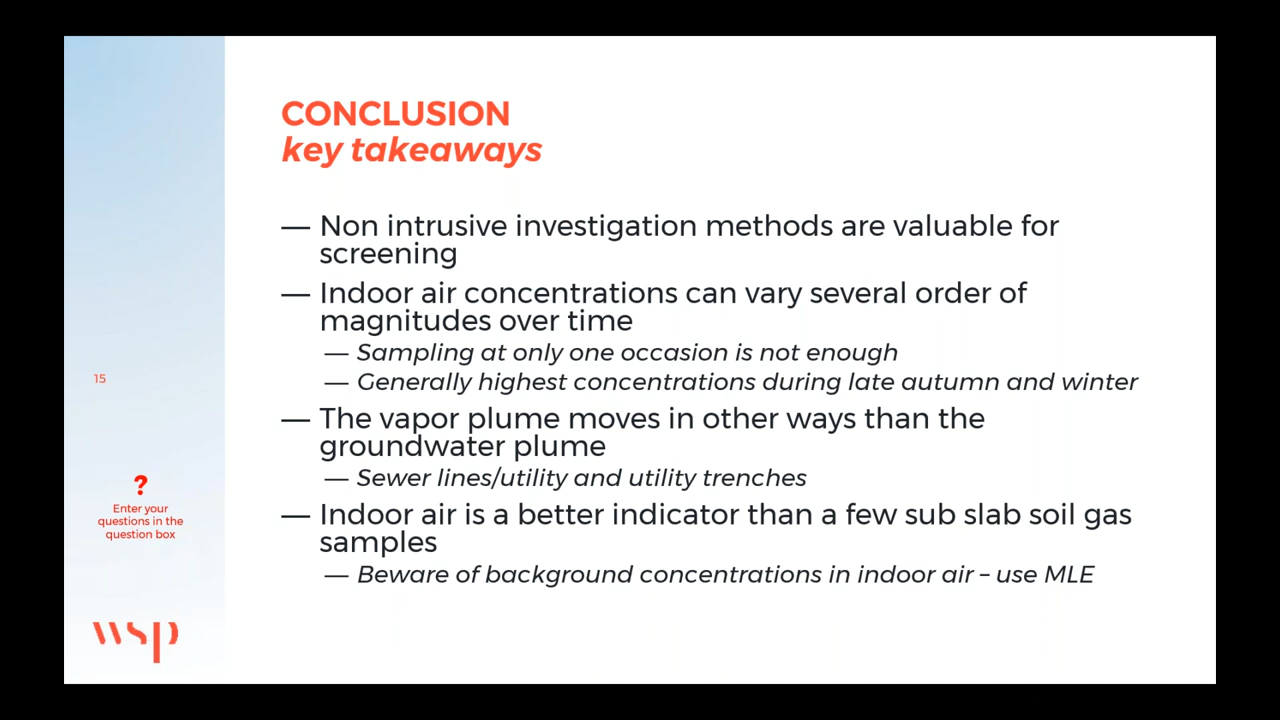 CONCLUSION
key takeaways
— Non intrusive investigation methods are valuable for
screening
— Indoor air concentrations can vary several order of
magnitudes over time
— Sampling at only one occasion is not enough
— Generally highest concentrations during late autumn and winter
— The vapor plume moves in other ways than the
groundwater plume
— Sewer lines/utility and utility trenches
— Indoor air is a better indicator than a few sub slab soil gas
samples
— Beware of background concentrations in indoor air – use MLE
15
?
Enter your
questions in the
question box
wsp